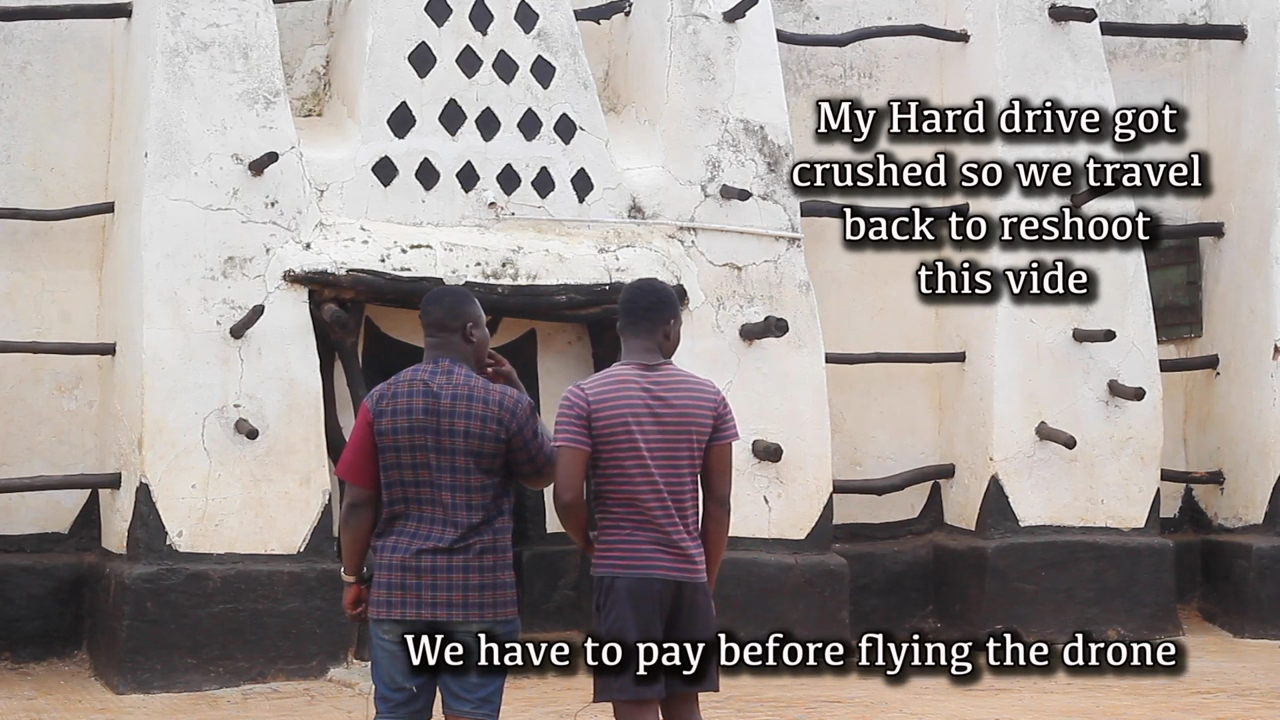 My Hard drive got
crushed so we travel
back to reshoot
this vide
We have to pay before flying the drone